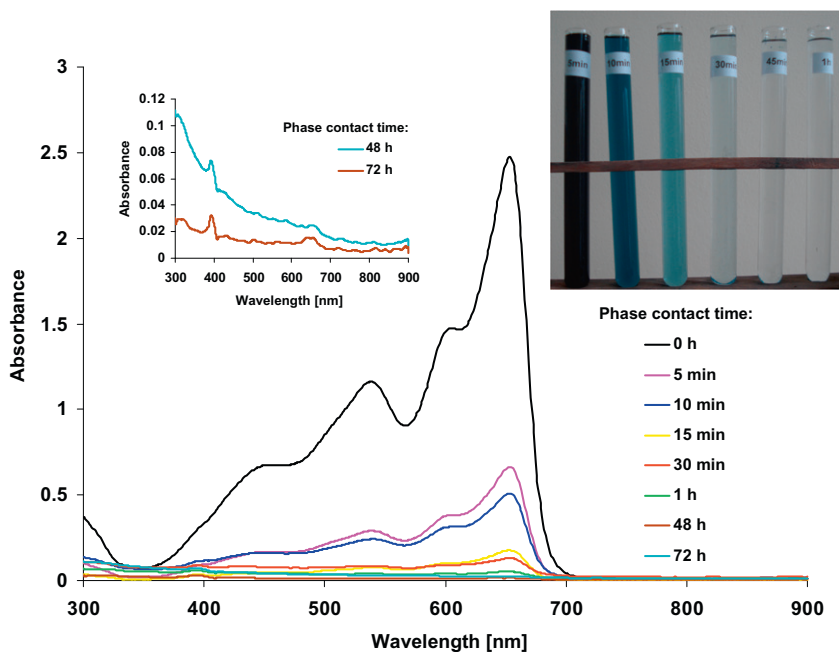 3
2.5
2
1.5
1
0.5
0
300
400
500
600
700
800
900
Wavelength [nm]
Absorbance
0.12
0.1
0.08
0.06
0.04
0.02
0
300 400 500 600 700 800 900
Wavelength [nm]
Absorbance
Phase contact time:
48 h
72 h
5min
10min
15min
30min
45min
1h
Phase contact time:
0 h
5 min
10 min
15 min
30 min
1 h
48 h
72 h